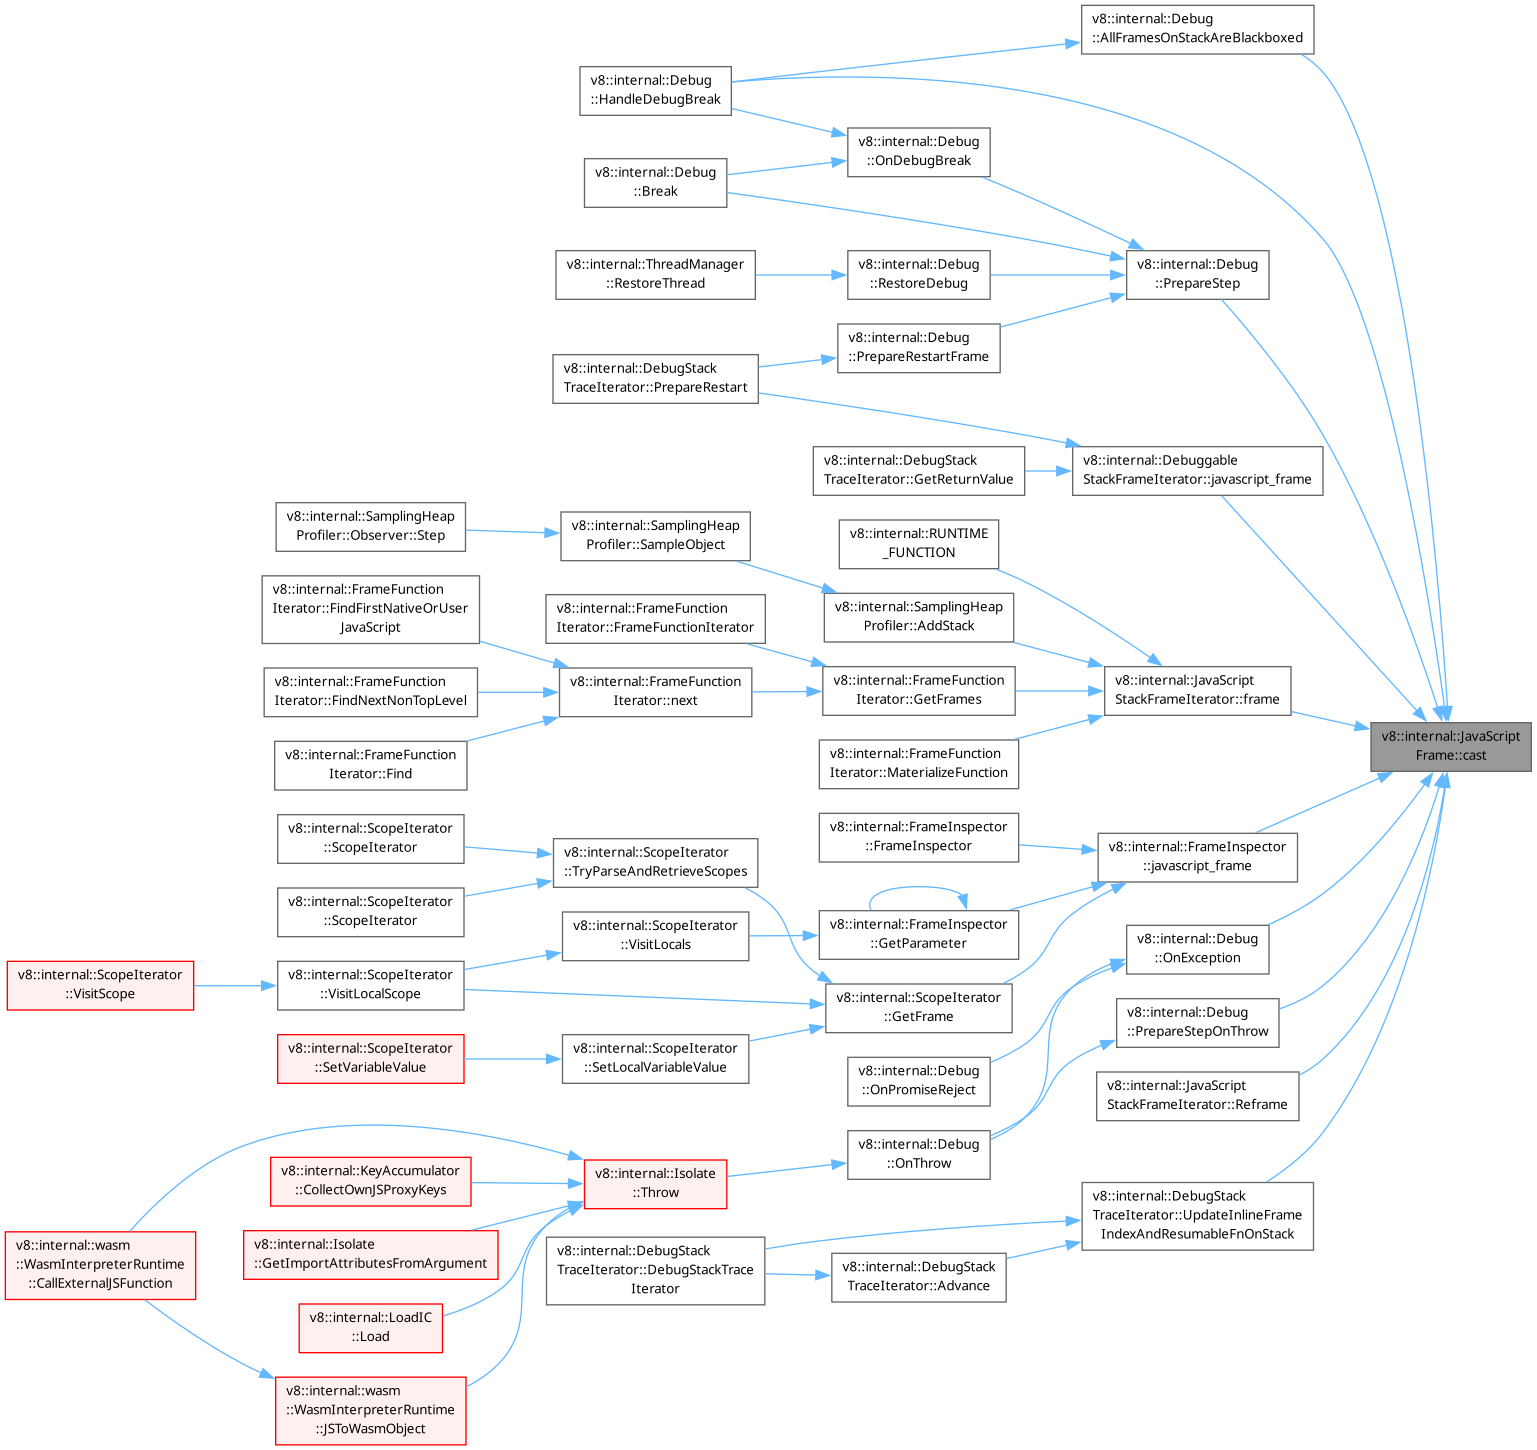 v8::internal::Debug
::AllFramesOnStackAreBlackboxed
v8::internal::Debug
::HandleDebugBreak
v8::internal::Debug
::OnDebugBreak
v8::internal::Debug
::Break
v8::internal::ThreadManager
::RestoreThread
v8::internal::Debug
::RestoreDebug
v8::internal::Debug
::PrepareStep
v8::internal::Debug
::PrepareRestartFrame
v8::internal::DebugStack
TraceIterator::PrepareRestart
v8::internal::DebugStack
TraceIterator::GetReturnValue
v8::internal::Debuggable
StackFrameIterator::javascript_frame
v8::internal::SamplingHeap
Profiler::Observer::Step
v8::internal::SamplingHeap
Profiler::SampleObject
v8::internal::RUNTIME
_FUNCTION
v8::internal::FrameFunction
Iterator::FindFirstNativeOrUser
JavaScript
v8::internal::FrameFunction
Iterator::FrameFunctionIterator
v8::internal::SamplingHeap
Profiler::AddStack
v8::internal::FrameFunction
Iterator::FindNextNonTopLevel
v8::internal::FrameFunction
Iterator::next
v8::internal::FrameFunction
Iterator::GetFrames
v8::internal::JavaScript
StackFrameIterator::frame
v8::internal::JavaScript
Frame::cast
v8::internal::FrameFunction
Iterator::Find
v8::internal::FrameFunction
Iterator::MaterializeFunction
v8::internal::ScopeIterator
::ScopeIterator
v8::internal::ScopeIterator
::TryParseAndRetrieveScopes
v8::internal::FrameInspector
::FrameInspector
v8::internal::FrameInspector
::javascript_frame
v8::internal::ScopeIterator
::ScopeIterator
v8::internal::ScopeIterator
::VisitLocals
v8::internal::FrameInspector
::GetParameter
v8::internal::Debug
::OnException
v8::internal::ScopeIterator
::VisitScope
v8::internal::ScopeIterator
::VisitLocalScope
v8::internal::ScopeIterator
::GetFrame
v8::internal::Debug
::PrepareStepOnThrow
v8::internal::ScopeIterator
::SetVariableValue
v8::internal::ScopeIterator
::SetLocalVariableValue
v8::internal::Debug
::OnPromiseReject
v8::internal::JavaScript
StackFrameIterator::Reframe
v8::internal::KeyAccumulator
::CollectOwnJSProxyKeys
v8::internal::Isolate
::Throw
v8::internal::Debug
::OnThrow
v8::internal::DebugStack
TraceIterator::UpdateInlineFrame
IndexAndResumableFnOnStack
v8::internal::wasm
::WasmInterpreterRuntime
::CallExternalJSFunction
v8::internal::Isolate
::GetImportAttributesFromArgument
v8::internal::DebugStack
TraceIterator::DebugStackTrace
Iterator
v8::internal::DebugStack
TraceIterator::Advance
v8::internal::LoadIC
::Load
v8::internal::wasm
::WasmInterpreterRuntime
::JSToWasmObject